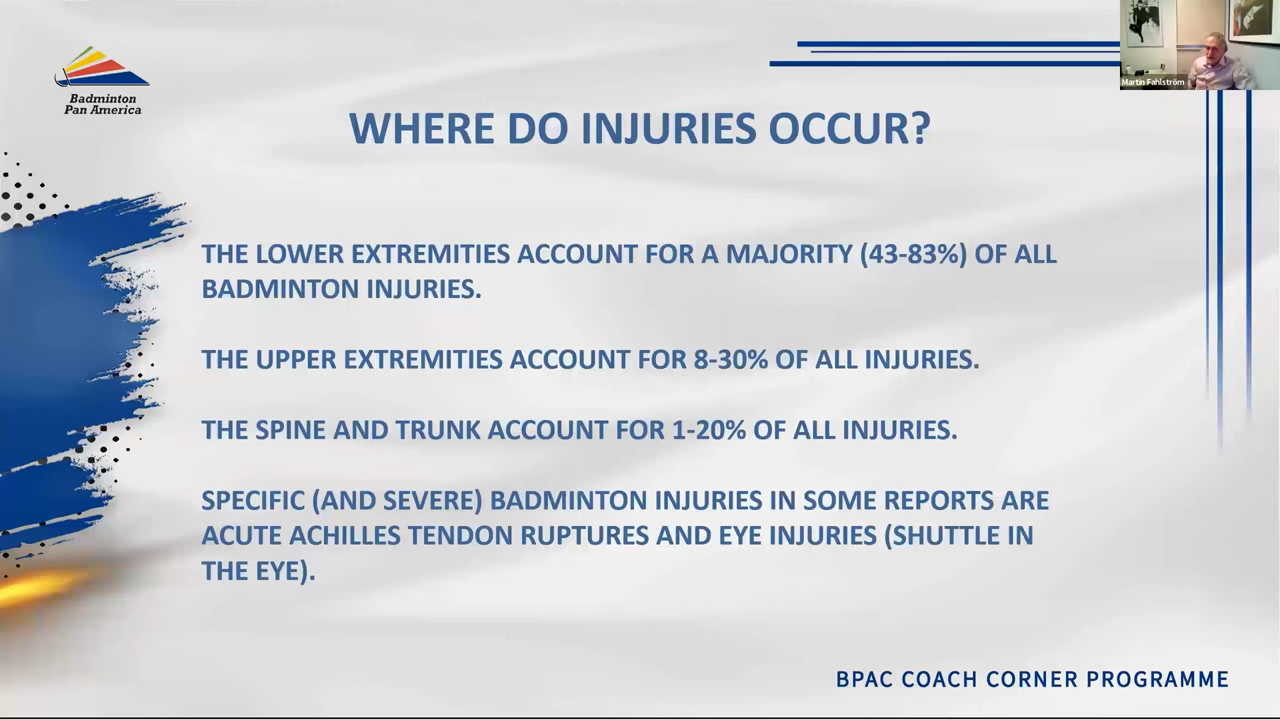 Badminton
Pan America
Martin Fahlström
WHERE DO INJURIES OCCUR?
THE LOWER EXTREMITIES ACCOUNT FOR A MAJORITY (43-83%) OF ALL
BADMINTON INJURIES.
THE UPPER EXTREMITIES ACCOUNT FOR 8-30% OF ALL INJURIES.
THE SPINE AND TRUNK ACCOUNT FOR 1-20% OF ALL INJURIES.
SPECIFIC (AND SEVERE) BADMINTON INJURIES IN SOME REPORTS ARE
ACUTE ACHILLES TENDON RUPTURES AND EYE INJURIES (SHUTTLE IN
THE EYE).
BPAC COACH CORNER PROGRAMME